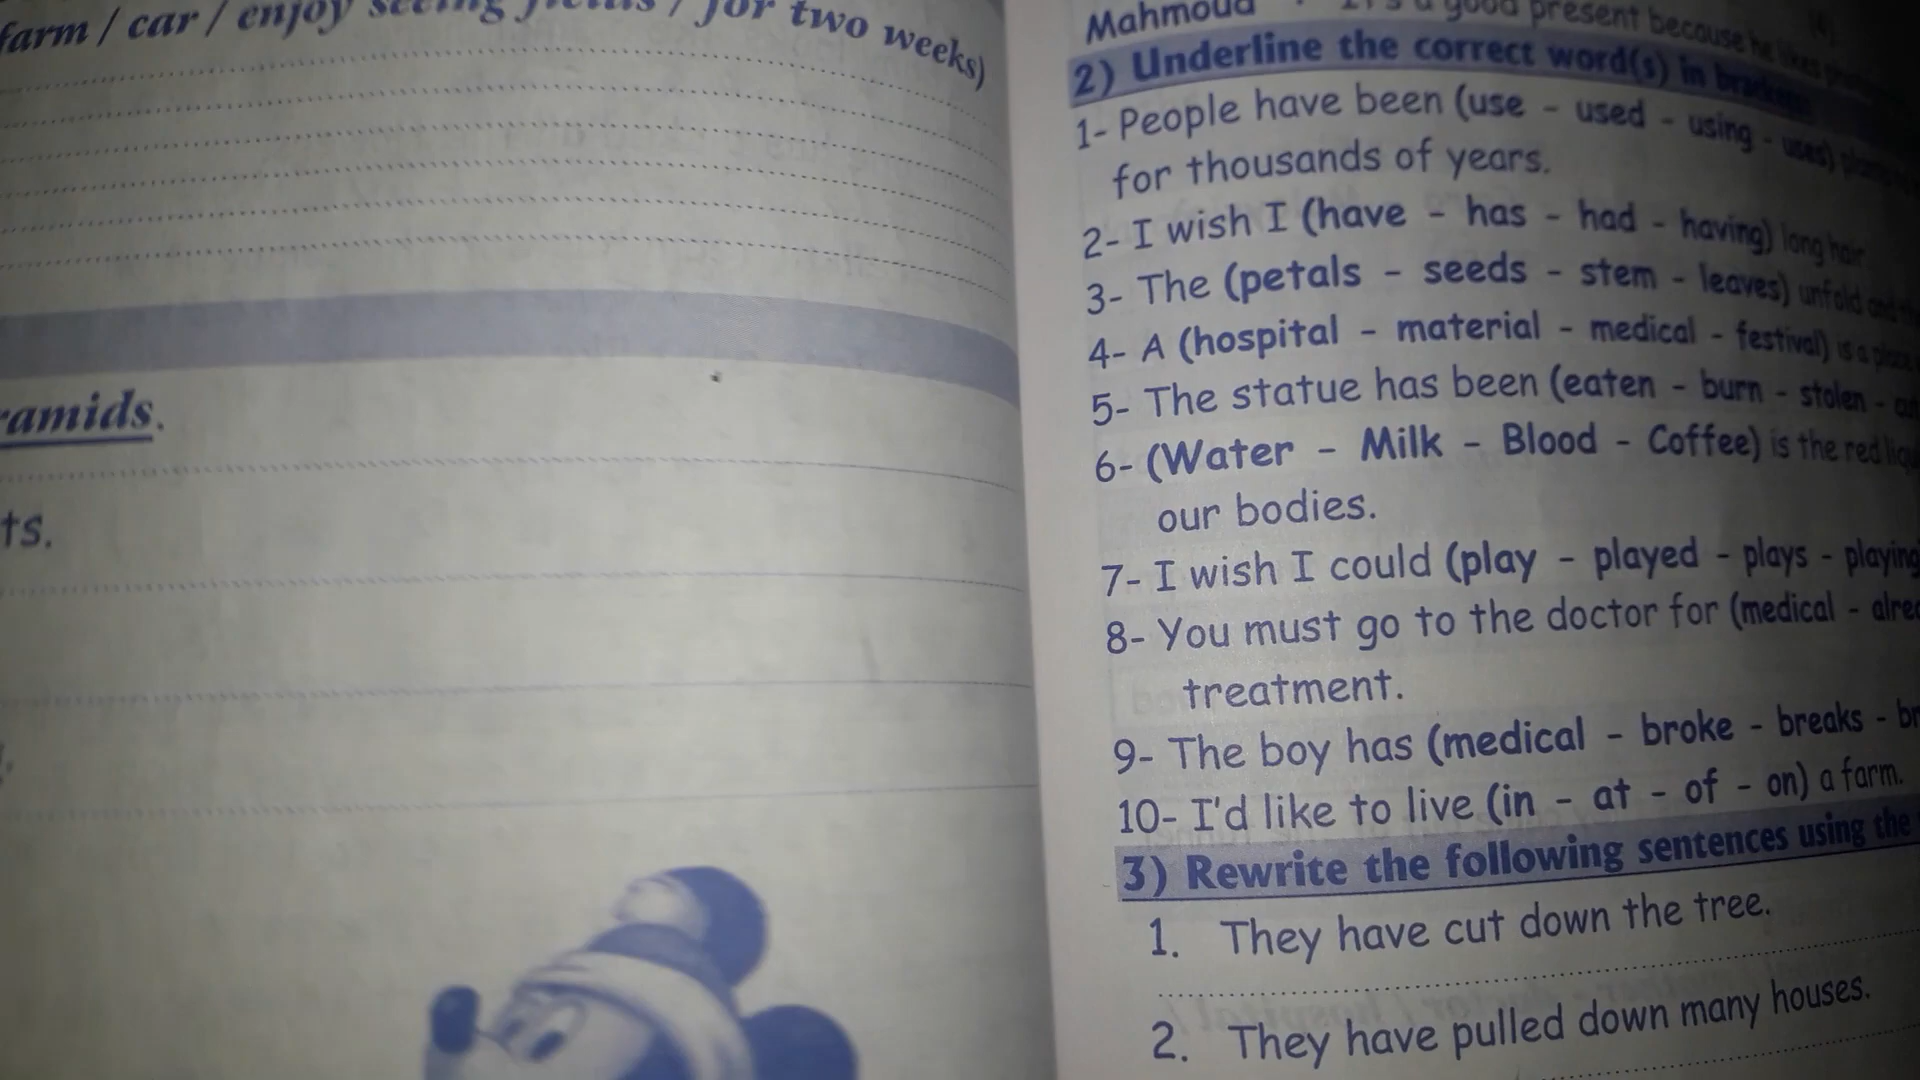 farm / car / enjoy seeing fields / for two weeks)
ramids.
ts.
Mahmoud : It's a good present because he likes
2) Underline the correct word(s) in brackets:
1- People have been (use - used - using - uses)
for thousands of years.
2- I wish I (have - has - had - having) long hair
3- The (petals - seeds - stem - leaves) unfold and
4- A (hospital - material - medical - festival) is a place
5- The statue has been (eaten - burn - stolen -
6- (Water - Milk - Blood - Coffee) is the red
our bodies.
7- I wish I could (play - played - plays - playing
8- You must go to the doctor for (medical -
treatment.
9- The boy has (medical - broke - breaks -
10- I'd like to live (in - at - of - on) a farm.
3) Rewrite the following sentences using the
1. They have cut down the tree.
2. They have pulled down many houses.